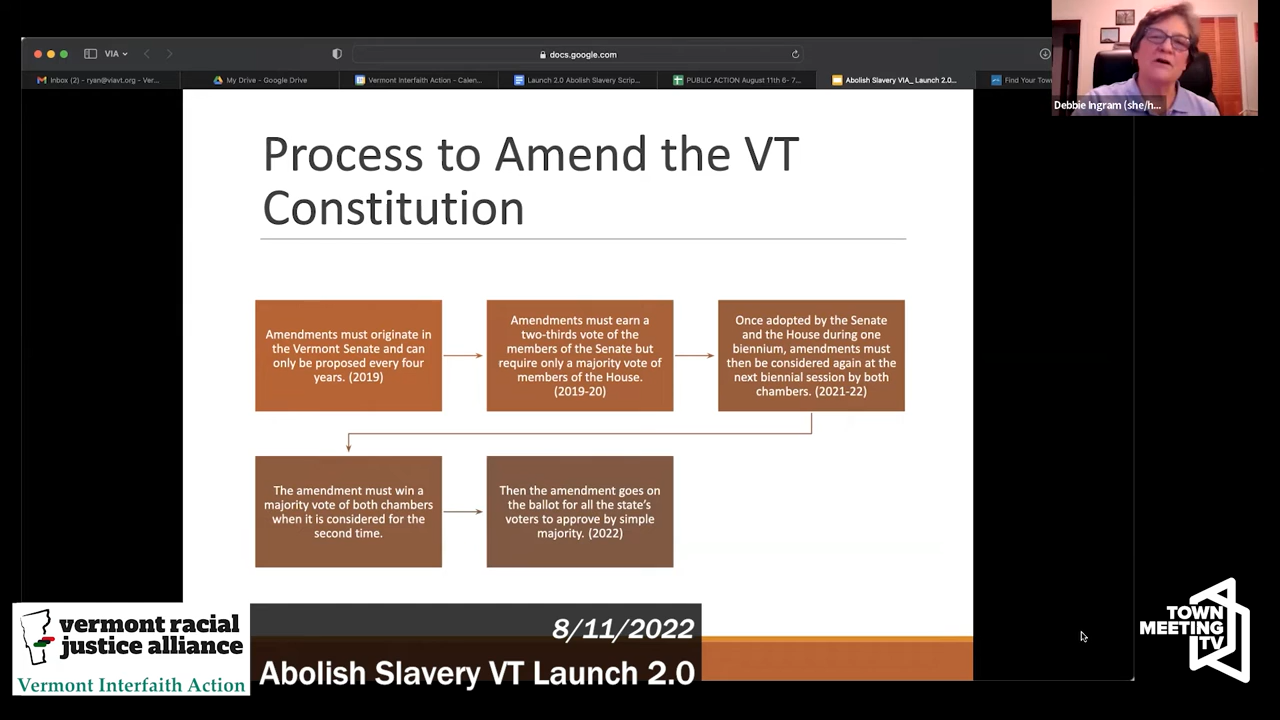 VIA
docs.google.com
Inbox (2) - ryan@viavt.org - Ver...
My Drive - Google Drive
Vermont Interfaith Action - Calen...
Launch 2.0 Abolish Slavery Scrip...
PUBLIC ACTION August 11th 6- 7...
Abolish Slavery VIA_ Launch 2.0...
Find Your Town
Debbie Ingram (she/h...
Process to Amend the VT
Constitution
Amendments must originate in
the Vermont Senate and can
only be proposed every four
years. (2019)
Amendments must earn a
two-thirds vote of the
members of the Senate but
require only a majority vote of
members of the House.
(2019-20)
Once adopted by the Senate
and the House during one
biennium, amendments must
then be considered again at the
next biennial session by both
chambers. (2021-22)
The amendment must win a
majority vote of both chambers
when it is considered for the
second time.
Then the amendment goes on
the ballot for all the state's
voters to approve by simple
majority. (2022)
vermont racial
justice alliance
Vermont Interfaith Action
8/11/2022
Abolish Slavery VT Launch 2.0
TOWN
MEETING
TV